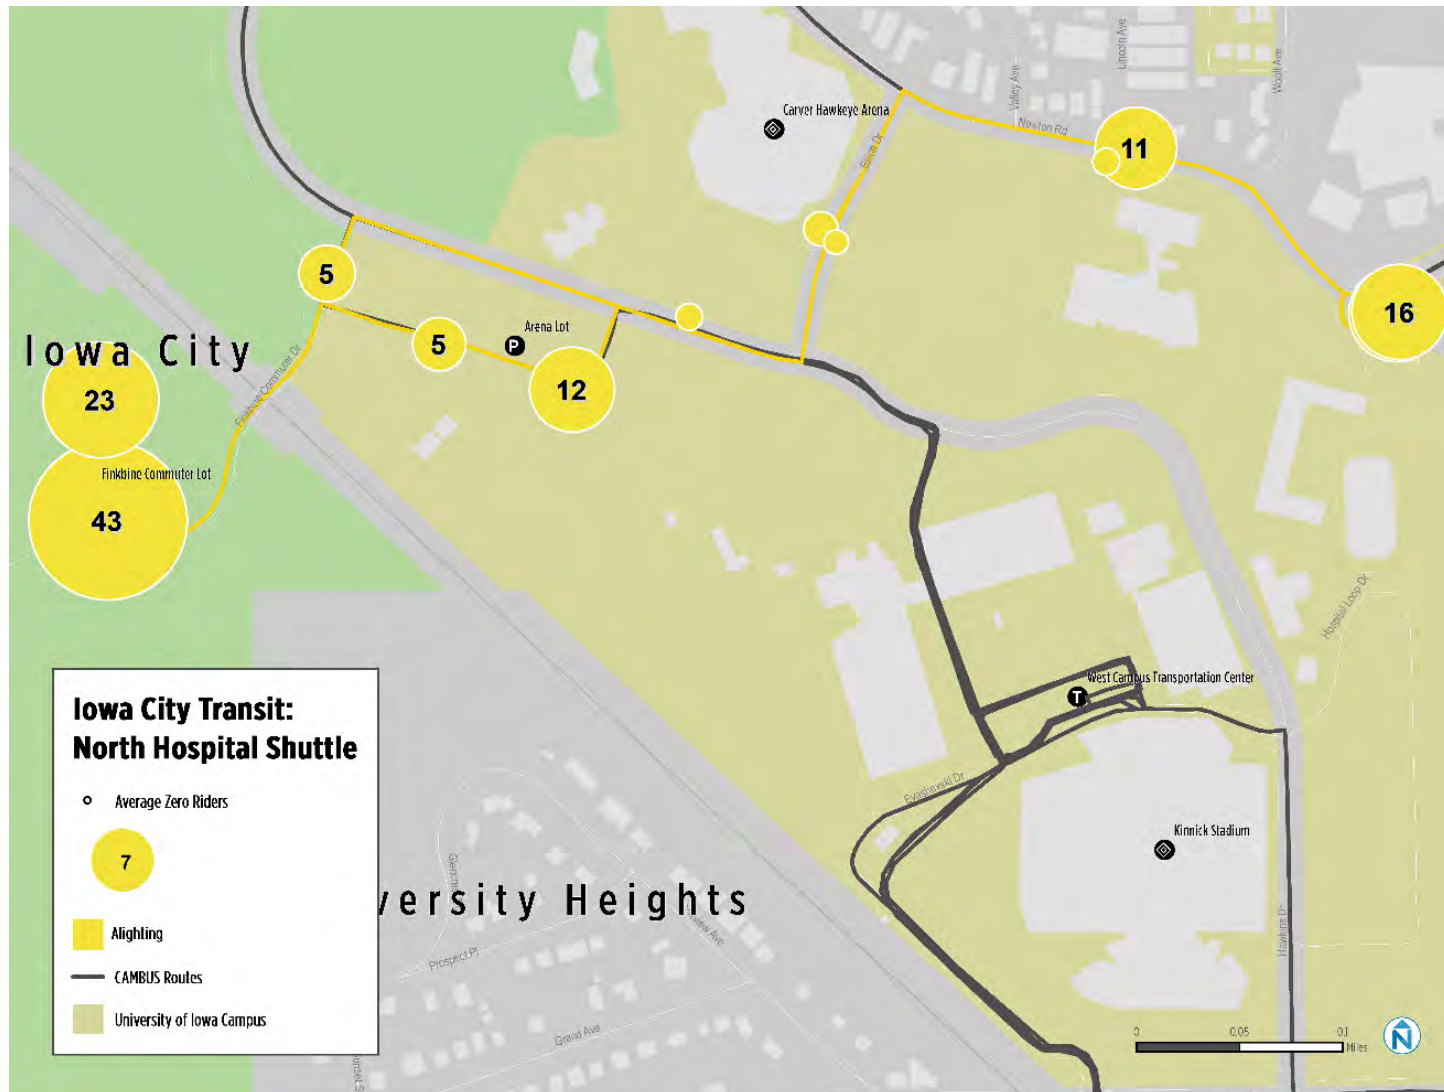 Lincoln Ave
Woolf Ave
Valley Ave
Carver Hawkeye Arena
Newton Rd
11
Elliott Dr
5
16
Iowa City
Arena Lot
5
12
23
Finkbine Commuter Dr
Finkbine Commuter Lot
43
Hospital Loop Dr
West Campus Transportation Center
T
P
Iowa City Transit:
North Hospital Shuttle
Average Zero Riders
7
Alighting
CAMBUS Routes
University of Iowa Campus
Evashevski Dr
Kinnick Stadium
versity Heights
Prospect Pl
Grand Ave
Hawkins Dr
0
0.05
0.1
Miles
N